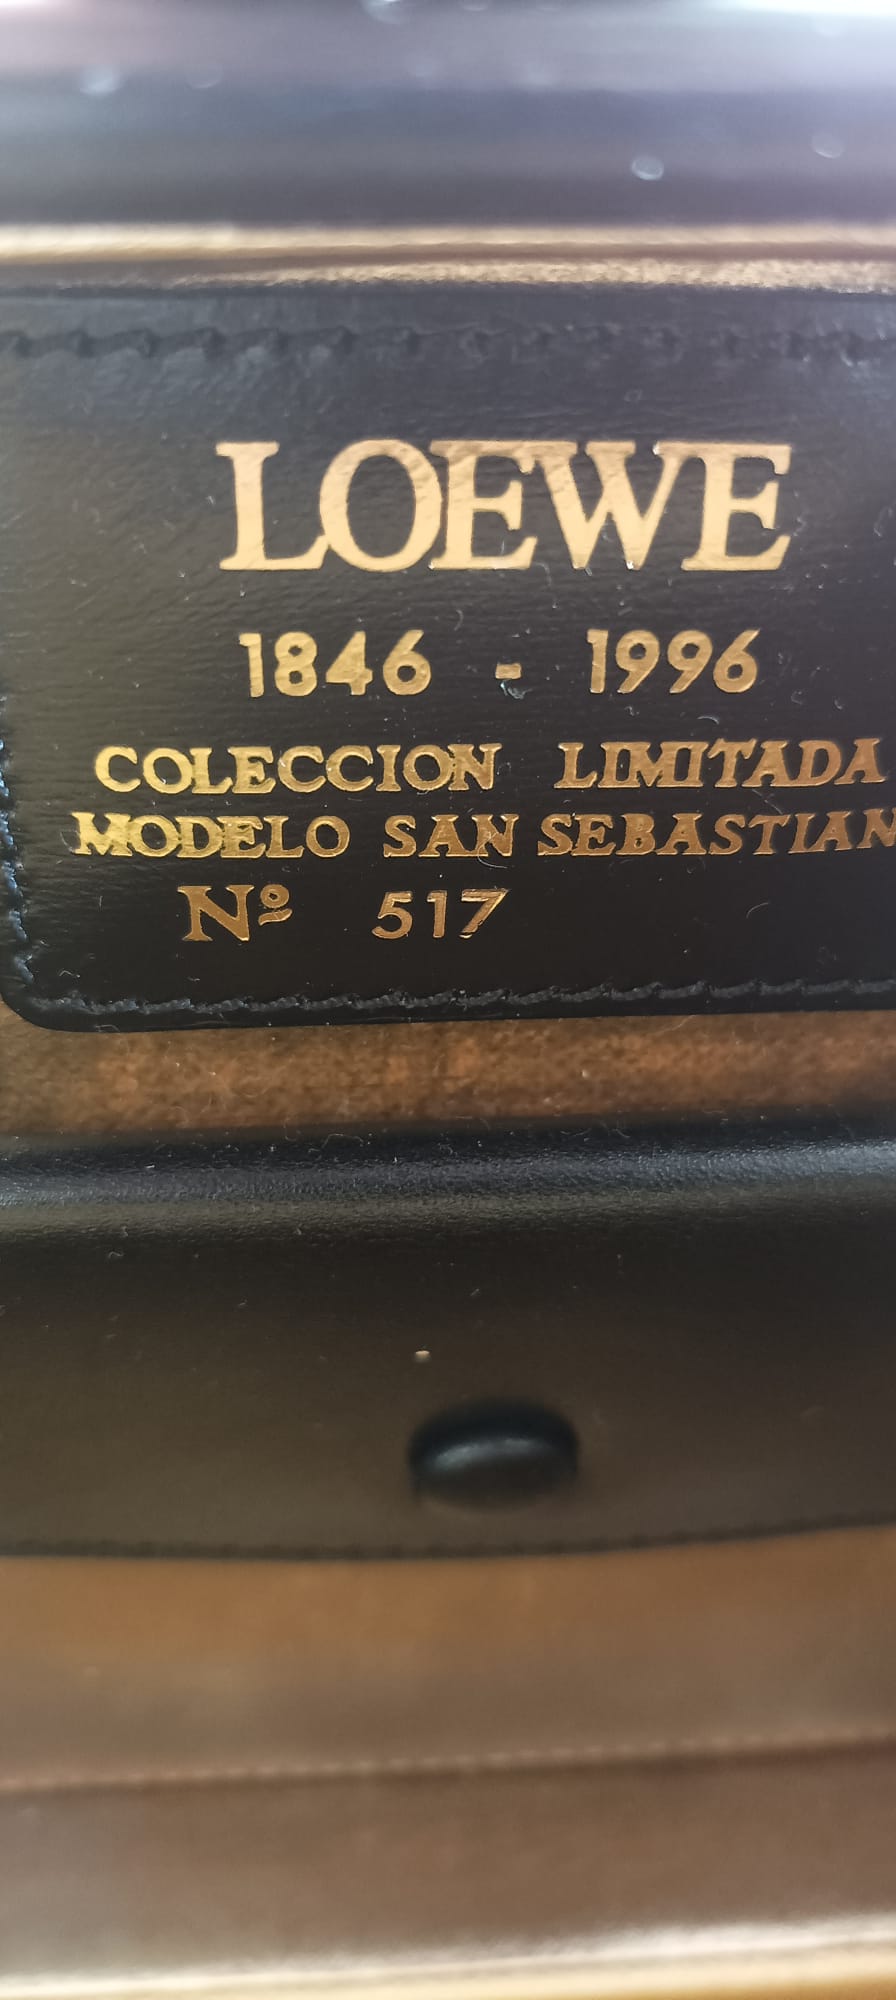 LOEWE
1846 - 1996
COLECCION LIMITADA
MODELO SAN SEBASTIAN
Nº 517